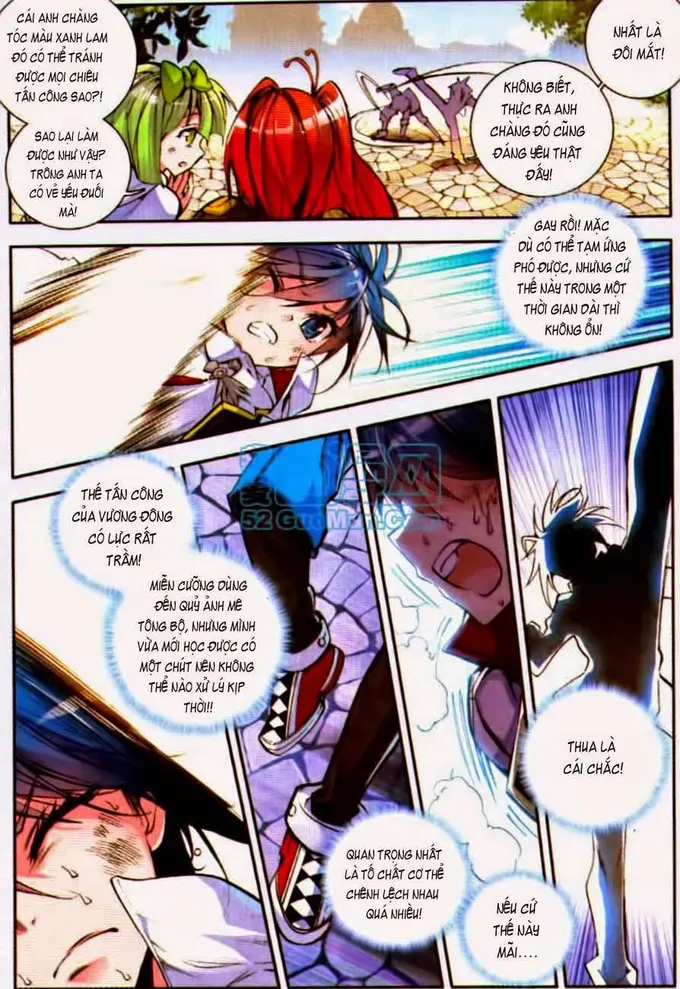 CÁI ANH CHÀNG
TÓC MÀU XANH LAM
ĐÓ CÓ THỂ TRÁNH
ĐƯỢC MỌI CHIÊU
TẤN CÔNG SAO?!
SAO LẠI LÀM
ĐƯỢC NHƯ VẬY?
TRÔNG ANH TA
CÓ VẺ YẾU ĐUỐI
MÀ!
KHÔNG BIẾT,
THỰC RA ANH
CHÀNG ĐÓ CŨNG
ĐÁNG YÊU THẬT
ĐẤY!
NHẤT LÀ
ĐÔI MẮT!
GAY RỒI! MẶC
DÙ CÓ THỂ TẠM ỨNG
PHÓ ĐƯỢC, NHƯNG CỨ
THẾ NÀY TRONG MỘT
THỜI GIAN DÀI THÌ
KHÔNG ỔN!
THẾ TẤN CÔNG
CỦA VƯƠNG ĐÔNG
CÓ LỰC RẤT
TRẦM!
MIỄN CƯỠNG DÙNG
ĐẾN QUỶ ẢNH MÊ
TÔNG BỘ, NHƯNG MÌNH
VỪA MỚI HỌC ĐƯỢC CÓ
MỘT CHÚT NÊN KHÔNG
THỂ NÀO XỬ LÝ KỊP
THỜI!!
QUAN TRỌNG NHẤT
LÀ TỐ CHẤT CƠ THỂ
CHÊNH LỆCH NHAU
QUÁ NHIỀU!
NẾU CỨ
THẾ NÀY
MÃI....
THUA LÀ
CÁI CHẮC!